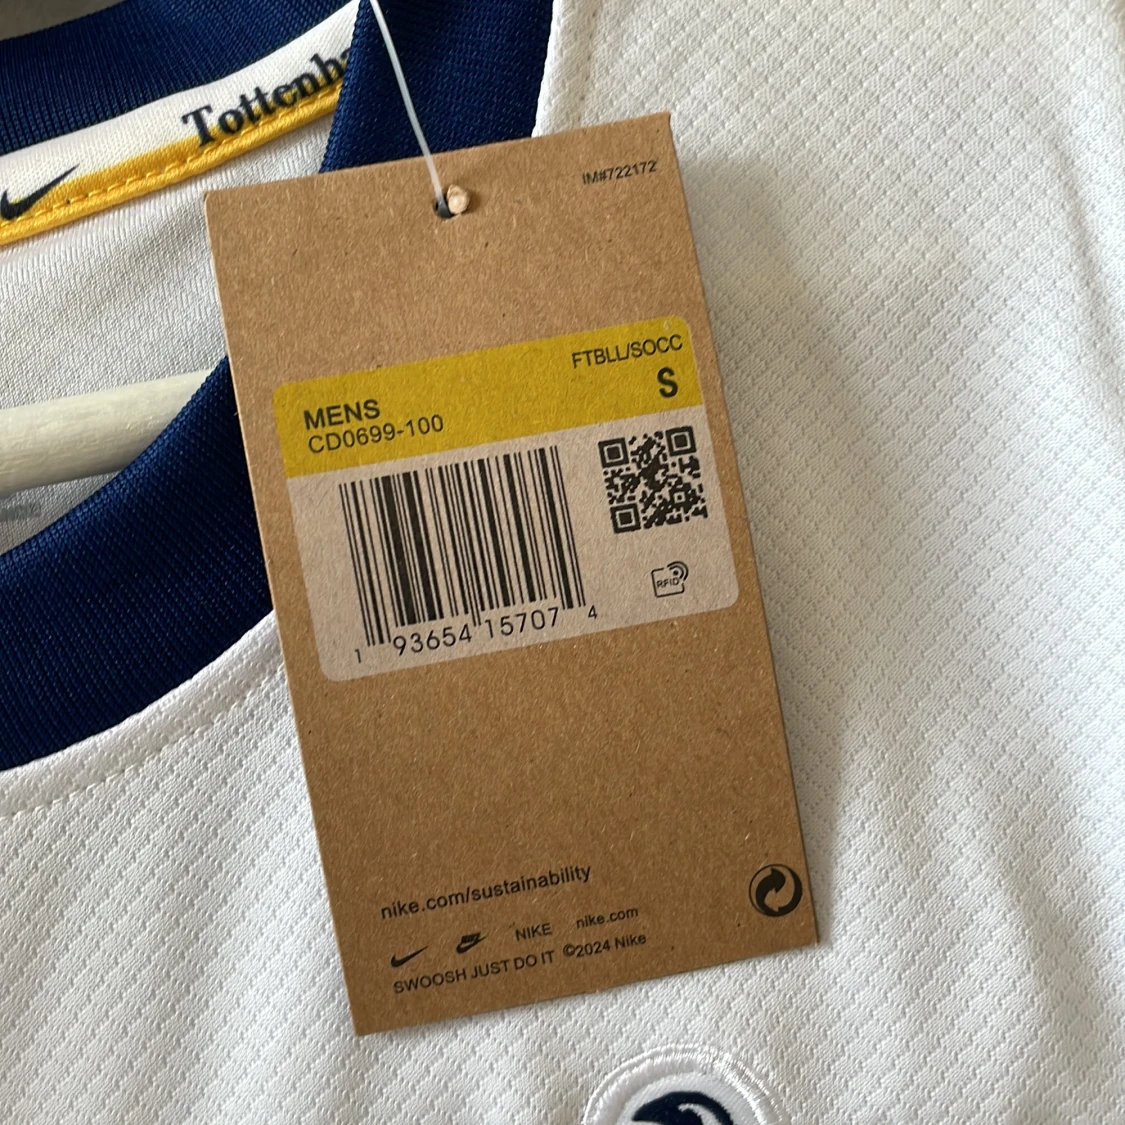 Tottenha
IM#722172
FTBLL/SOCC
S
MENS
CD0699-100
1 93654 15707 4
RFID
nike.com/sustainability
NIKE nike.com
SWOOSH JUST DO IT ©2024 Nike